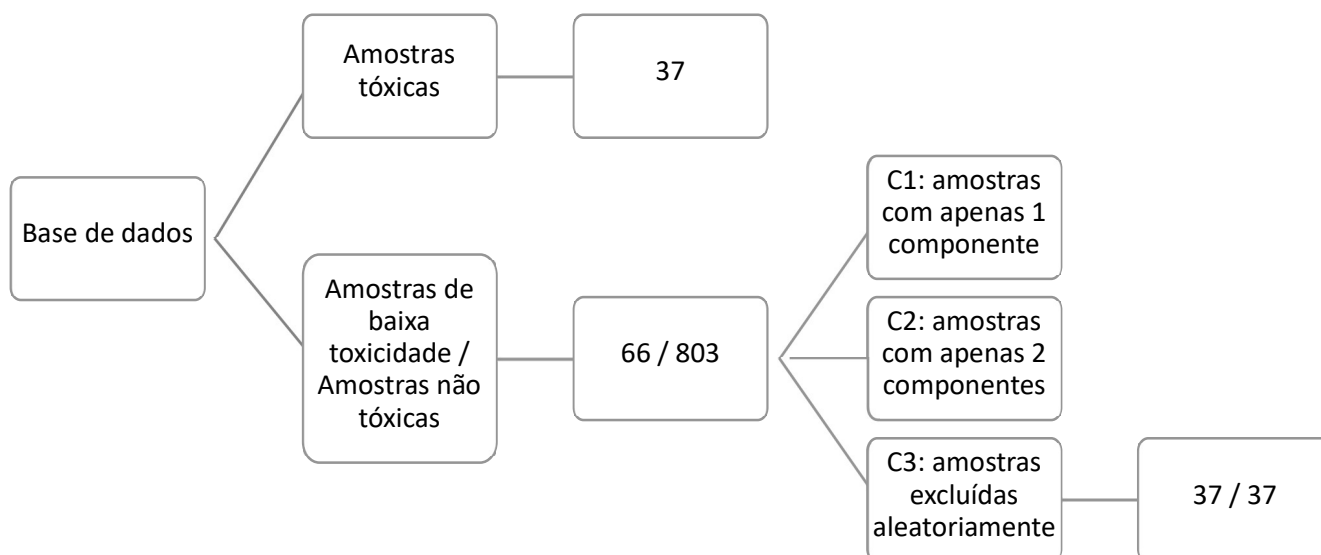 Base de dados
Amostras
tóxicas
37
Amostras de
baixa
toxicidade /
Amostras não
tóxicas
66 / 803
C1: amostras
com apenas 1
componente
C2: amostras
com apenas 2
componentes
C3: amostras
excluídas
aleatoriamente
37 / 37